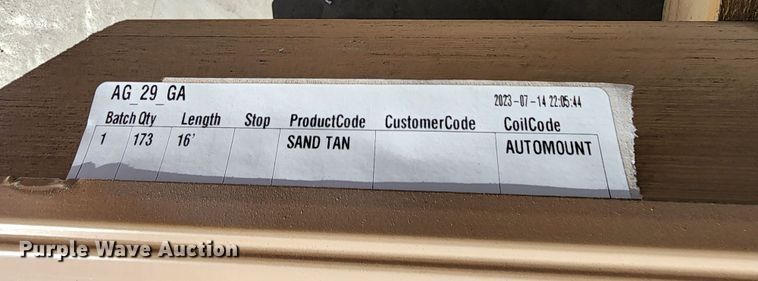 AG_29_GA 2023-07-14 22:05:44
Batch Qty Length Stop ProductCode CustomerCode CoilCode
1 173 16' SAND TAN AUTOMOUNT
Purple Wave Auction